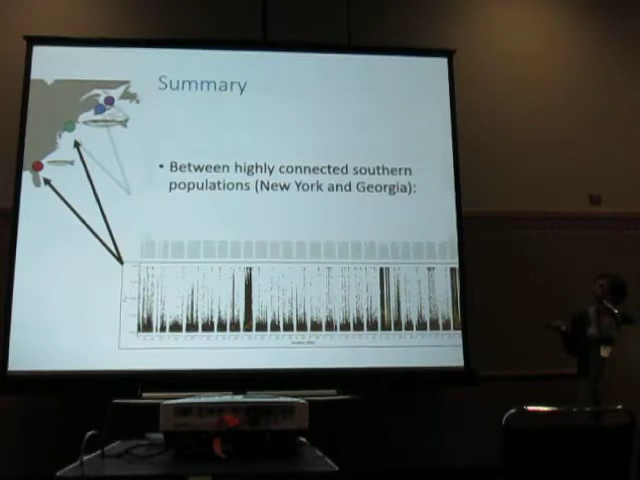 Summary
• Between highly connected southern
populations (New York and Georgia):